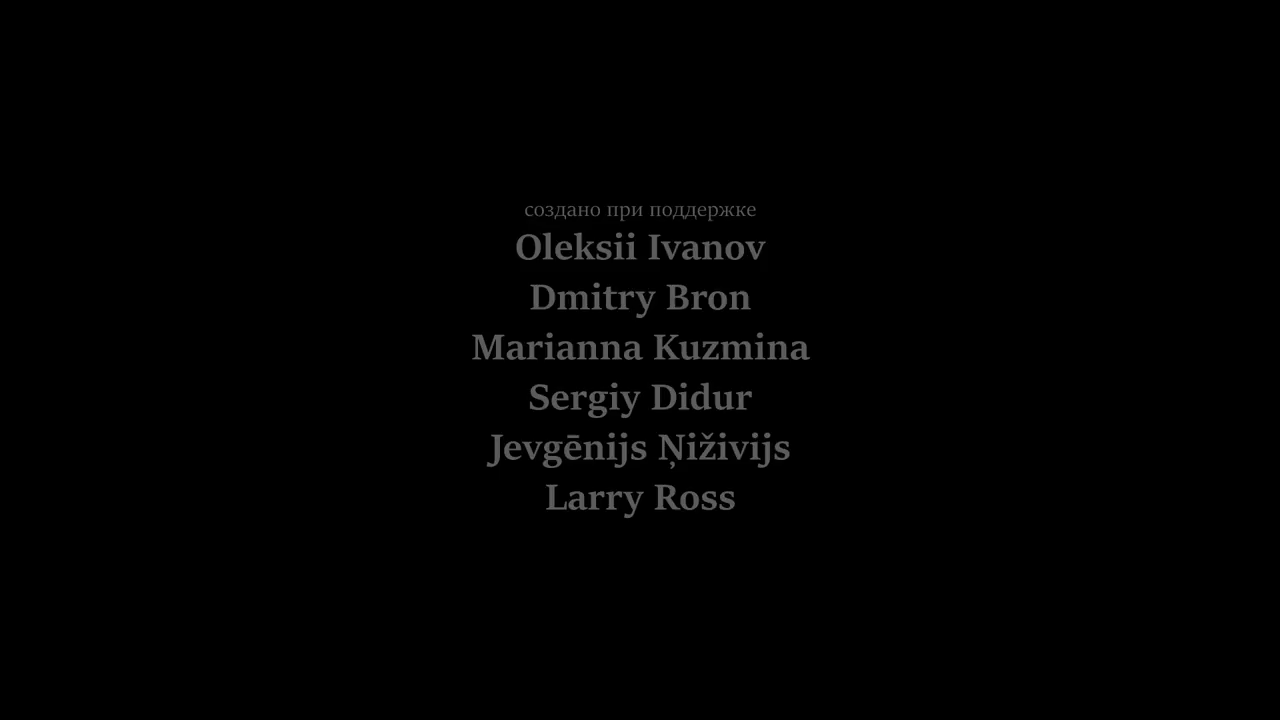 создано при поддержке
Oleksii Ivanov
Dmitry Bron
Marianna Kuzmina
Sergiy Didur
Jevgēnijs Ņiživijs
Larry Ross